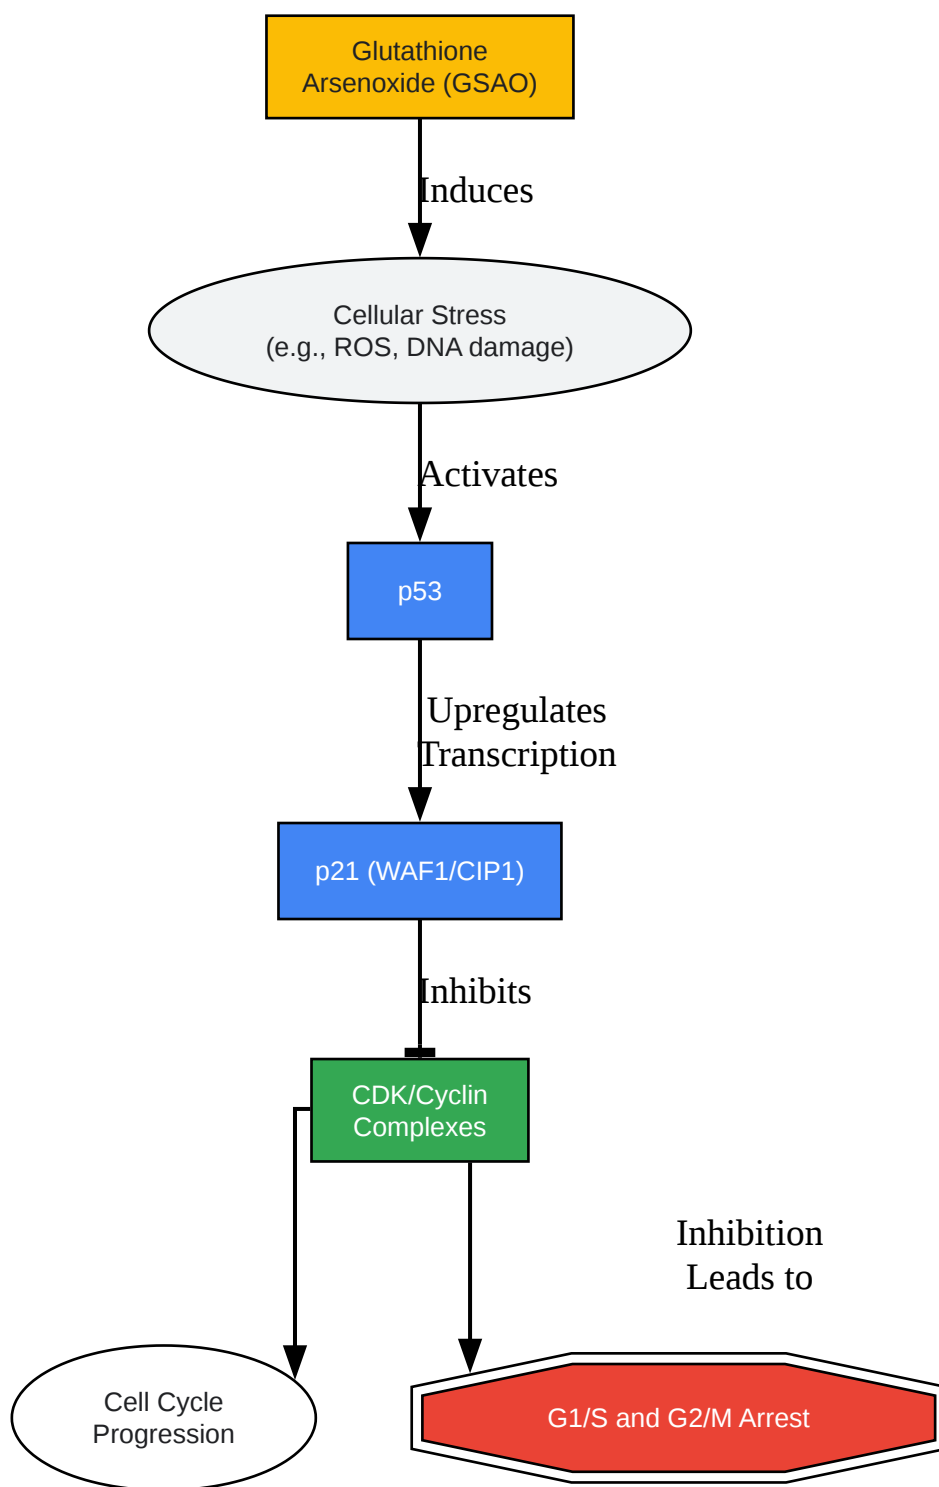 Glutathione
Arsenoxide (GSAO)
Induces
Cellular Stress
(e.g., ROS, DNA damage)
Activates
p53
Upregulates
Transcription
p21 (WAF1/CIP1)
Inhibits
CDK/Cyclin
Complexes
Inhibition
Leads to
Cell Cycle
Progression
G1/S and G2/M Arrest